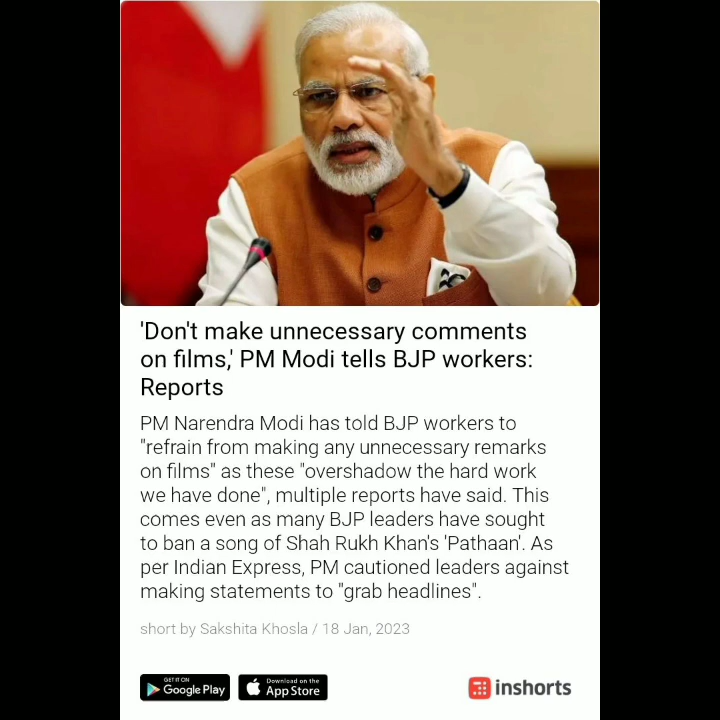 'Don't make unnecessary comments
on films,' PM Modi tells BJP workers:
Reports
PM Narendra Modi has told BJP workers to
"refrain from making any unnecessary remarks
on films" as these "overshadow the hard work
we have done", multiple reports have said. This
comes even as many BJP leaders have sought
to ban a song of Shah Rukh Khan's 'Pathaan'. As
per Indian Express, PM cautioned leaders against
making statements to "grab headlines".
short by Sakshita Khosla / 18 Jan, 2023
GET IT ON
Google Play
Download on the
App Store
inshorts